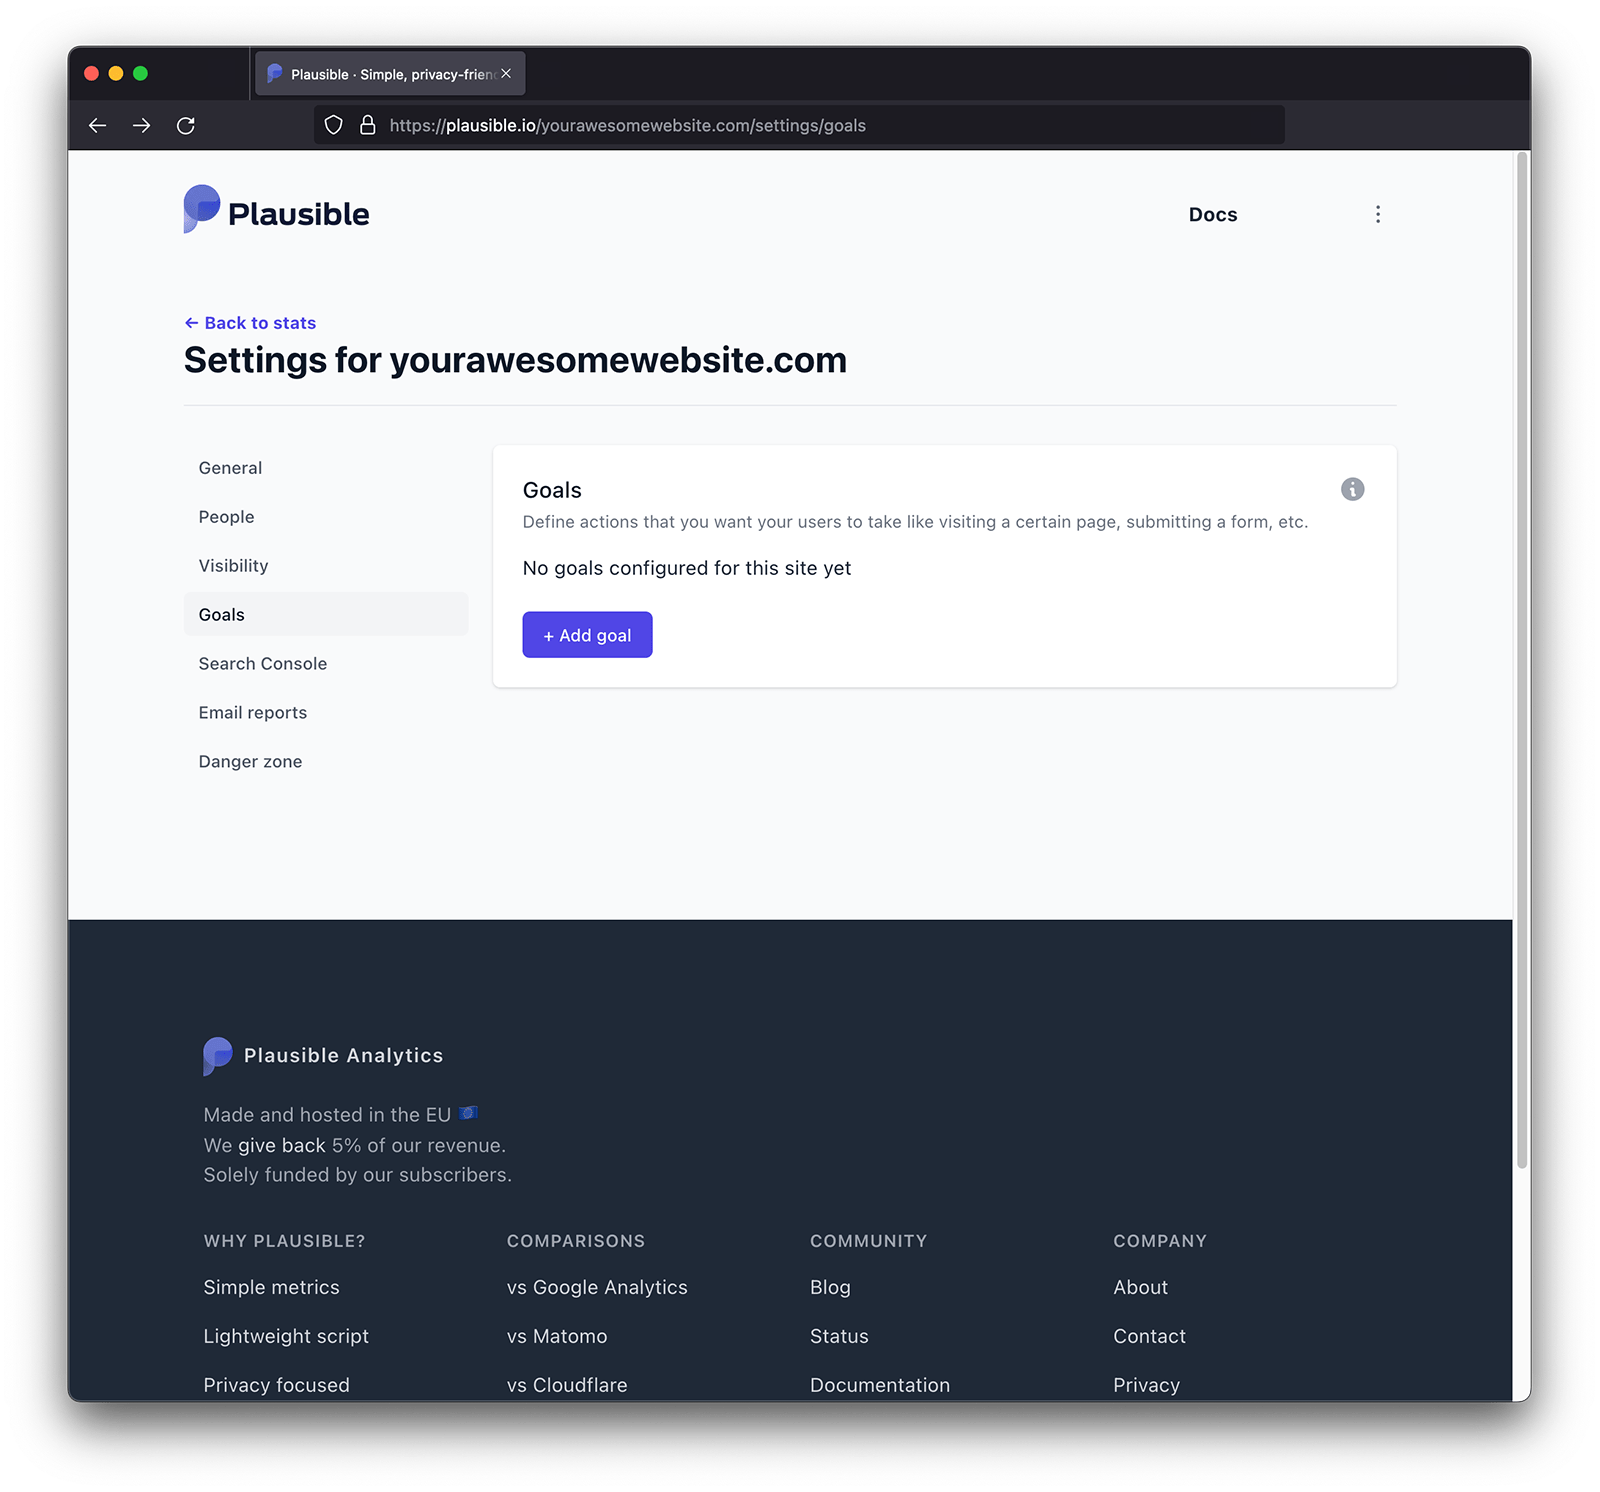 Plausible · Simple, privacy-frien
https://plausible.io/yourawesomewebsite.com/settings/goals
Plausible
Docs
← Back to stats
Settings for yourawesomewebsite.com
General
People
Visibility
Goals
Search Console
Email reports
Danger zone
Goals
Define actions that you want your users to take like visiting a certain page, submitting a form, etc.
No goals configured for this site yet
+ Add goal
Plausible Analytics
Made and hosted in the EU 🇪🇺
We give back 5% of our revenue.
Solely funded by our subscribers.
WHY PLAUSIBLE?
Simple metrics
Lightweight script
Privacy focused
COMPARISONS
vs Google Analytics
vs Matomo
vs Cloudflare
COMMUNITY
Blog
Status
Documentation
COMPANY
About
Contact
Privacy